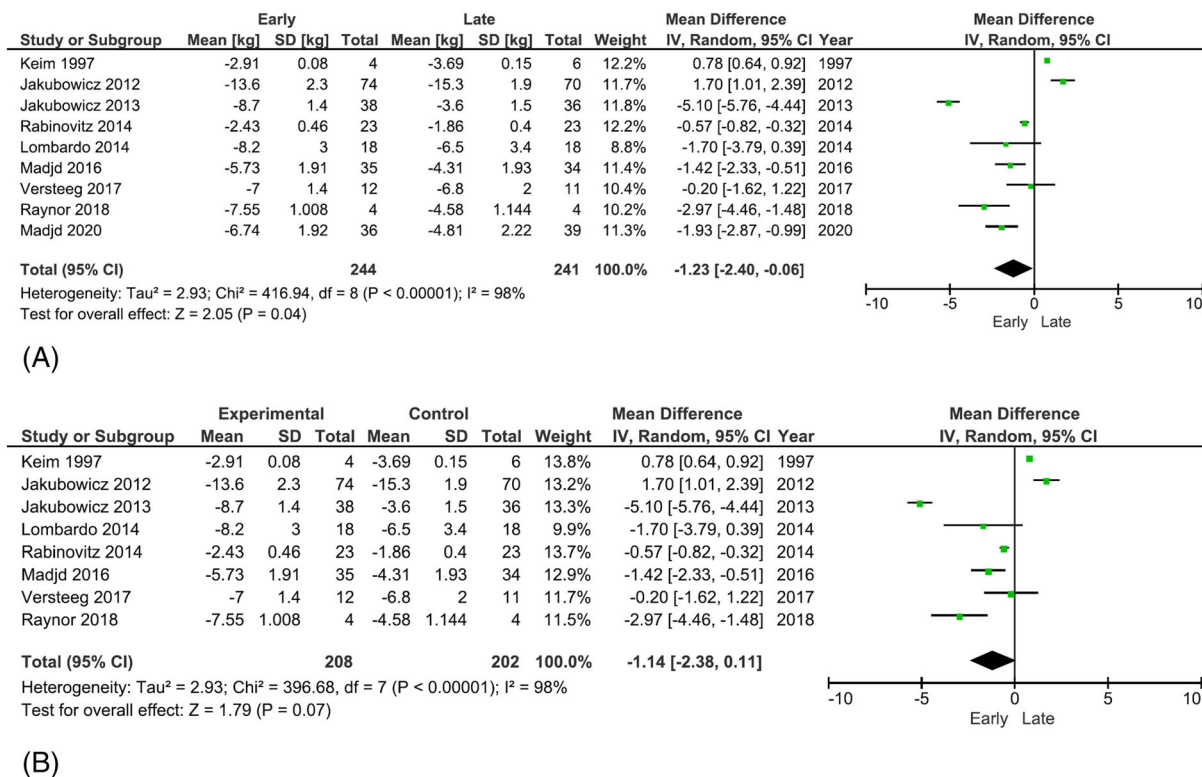 Early Late Mean Difference Mean Difference
Study or Subgroup Mean [kg] SD [kg] Total Mean [kg] SD [kg] Total Weight IV, Random, 95% CI Year IV, Random, 95% CI
Keim 1997 -2.91 0.08 4 -3.69 0.15 6 12.2% 0.78 [0.64, 0.92] 1997
Jakubowicz 2012 -13.6 2.3 74 -15.3 1.9 70 11.7% 1.70 [1.01, 2.39] 2012
Jakubowicz 2013 -8.7 1.4 38 -3.6 1.5 36 11.8% -5.10 [-5.76, -4.44] 2013
Rabinovitz 2014 -2.43 0.46 23 -1.86 0.4 23 12.2% -0.57 [-0.82, -0.32] 2014
Lombardo 2014 -8.2 3 18 -6.5 3.4 18 8.8% -1.70 [-3.79, 0.39] 2014
Madjd 2016 -5.73 1.91 35 -4.31 1.93 34 11.4% -1.42 [-2.33, -0.51] 2016
Versteeg 2017 -7 1.4 12 -6.8 2 11 10.4% -0.20 [-1.62, 1.22] 2017
Raynor 2018 -7.55 1.008 4 -4.58 1.144 4 10.2% -2.97 [-4.46, -1.48] 2018
Madjd 2020 -6.74 1.92 36 -4.81 2.22 39 11.3% -1.93 [-2.87, -0.99] 2020
Total (95% CI) 244 241 100.0% -1.23 [-2.40, -0.06]
Heterogeneity: Tau² = 2.93; Chi² = 416.94, df = 8 (P < 0.00001); I² = 98%
Test for overall effect: Z = 2.05 (P = 0.04)
-10 -5 0 5 10
Early Late
(A)
Experimental Control Mean Difference Mean Difference
Study or Subgroup Mean SD Total Mean SD Total Weight IV, Random, 95% CI Year IV, Random, 95% CI
Keim 1997 -2.91 0.08 4 -3.69 0.15 6 13.8% 0.78 [0.64, 0.92] 1997
Jakubowicz 2012 -13.6 2.3 74 -15.3 1.9 70 13.2% 1.70 [1.01, 2.39] 2012
Jakubowicz 2013 -8.7 1.4 38 -3.6 1.5 36 13.3% -5.10 [-5.76, -4.44] 2013
Lombardo 2014 -8.2 3 18 -6.5 3.4 18 9.9% -1.70 [-3.79, 0.39] 2014
Rabinovitz 2014 -2.43 0.46 23 -1.86 0.4 23 13.7% -0.57 [-0.82, -0.32] 2014
Madjd 2016 -5.73 1.91 35 -4.31 1.93 34 12.9% -1.42 [-2.33, -0.51] 2016
Versteeg 2017 -7 1.4 12 -6.8 2 11 11.7% -0.20 [-1.62, 1.22] 2017
Raynor 2018 -7.55 1.008 4 -4.58 1.144 4 11.5% -2.97 [-4.46, -1.48] 2018
Total (95% CI) 208 202 100.0% -1.14 [-2.38, 0.11]
Heterogeneity: Tau² = 2.93; Chi² = 396.68, df = 7 (P < 0.00001); I² = 98%
Test for overall effect: Z = 1.79 (P = 0.07)
-10 -5 0 5 10
Early Late
(B)